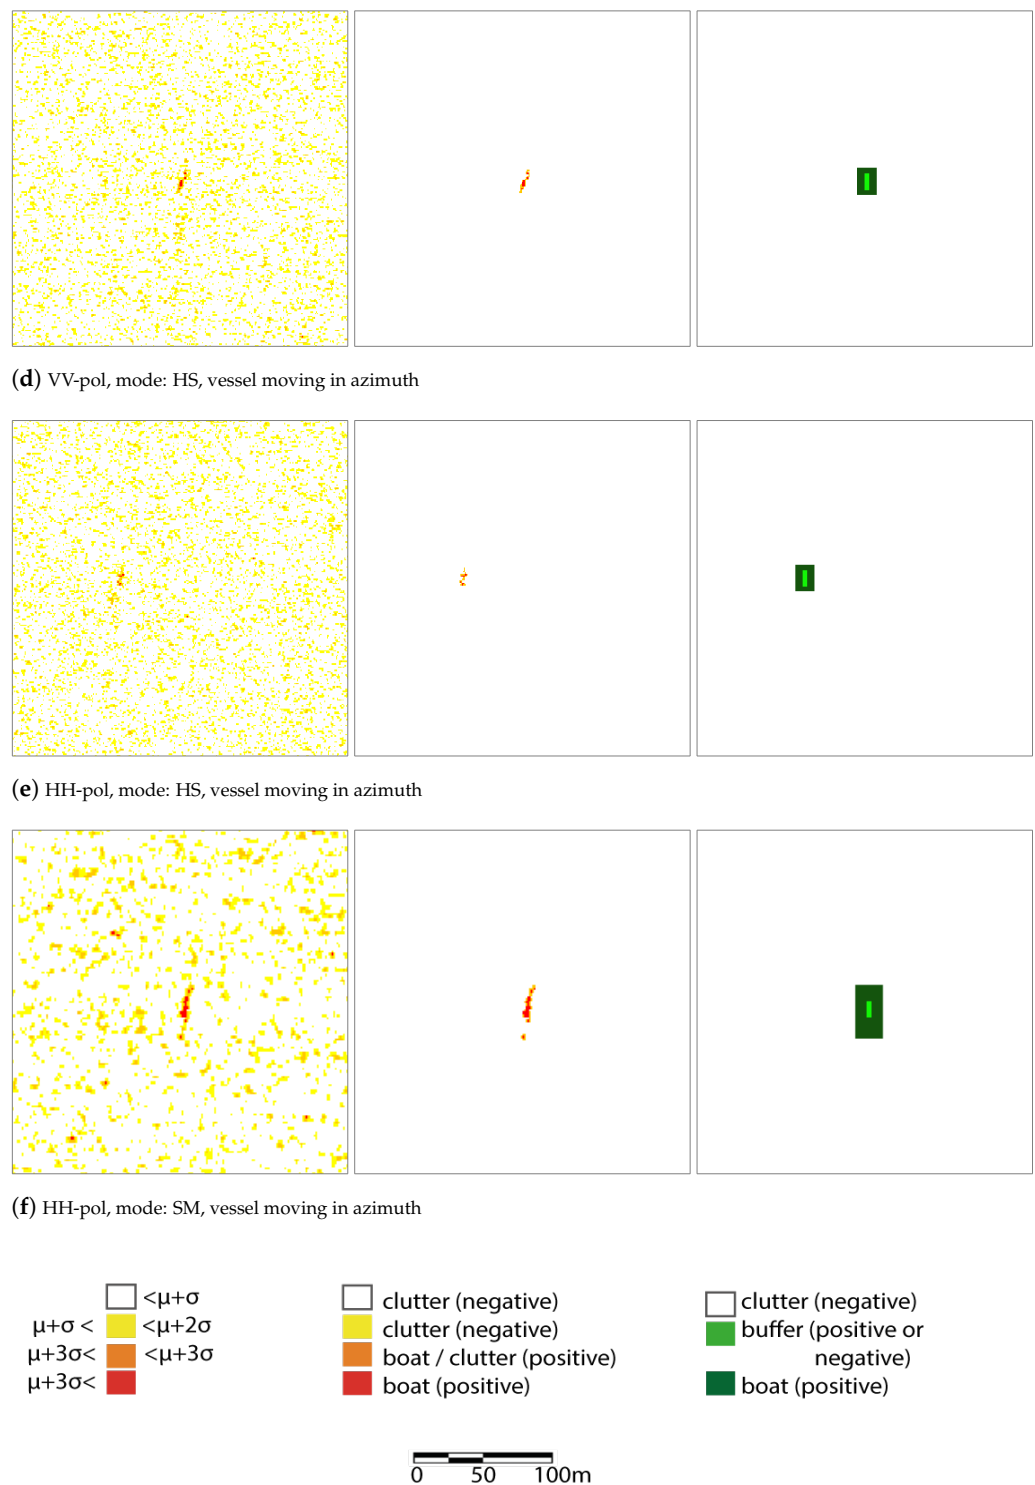 (d) VV-pol, mode: HS, vessel moving in azimuth
(e) HH-pol, mode: HS, vessel moving in azimuth
(f) HH-pol, mode: SM, vessel moving in azimuth
<μ+σ
μ+σ < <μ+2σ
μ+3σ< <μ+3σ
μ+3σ<
clutter (negative)
clutter (negative)
boat / clutter (positive)
boat (positive)
clutter (negative)
buffer (positive or
negative)
boat (positive)
0 50 100m